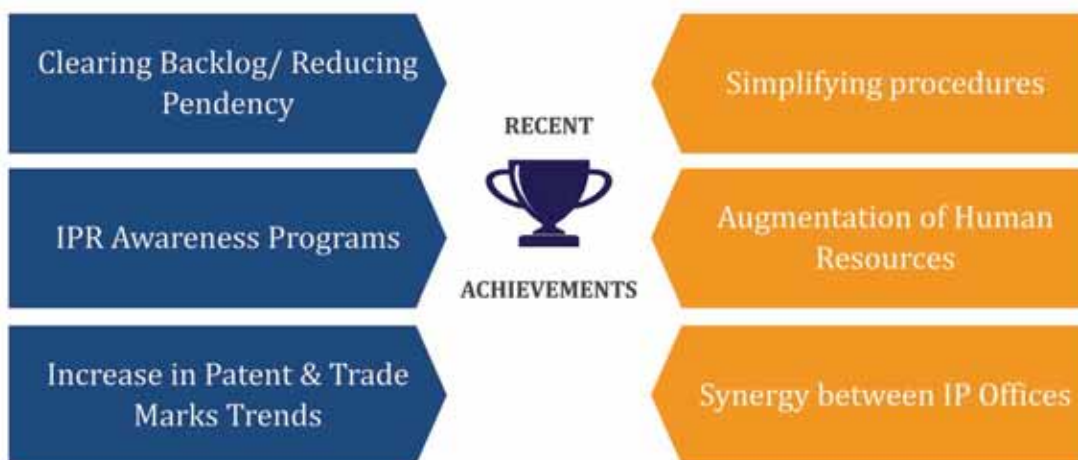 Clearing Backlog/ Reducing
Pendency
IPR Awareness Programs
Increase in Patent & Trade
Marks Trends
RECENT
ACHIEVEMENTS
Simplifying procedures
Augmentation of Human
Resources
Synergy between IP Offices